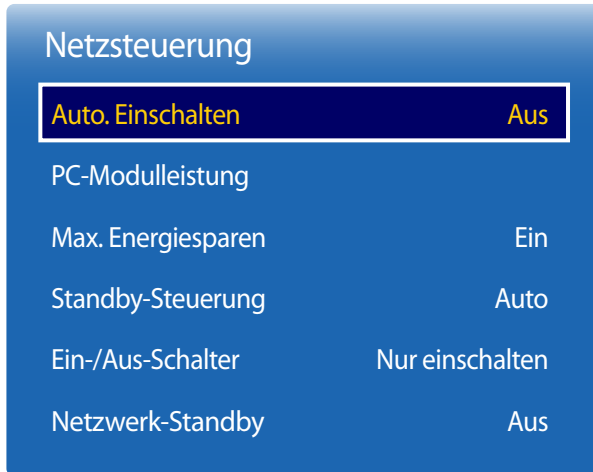 Netzsteuerung
Auto. Einschalten Aus
PC-Modulleistung
Max. Energiesparen Ein
Standby-Steuerung Auto
Ein-/Aus-Schalter Nur einschalten
Netzwerk-Standby Aus